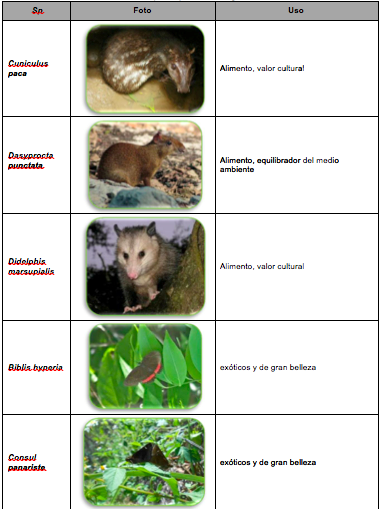 Sp. Foto Uso
Cuniculus
paca
Alimento, valor cultural
Dasyprocta
punctata
Alimento, equilibrador del medio
ambiente
Didelphis
marsupialis
Alimento, valor cultural
Biblis hyperia
exóticos y de gran belleza
Consul
panariste
exóticos y de gran belleza